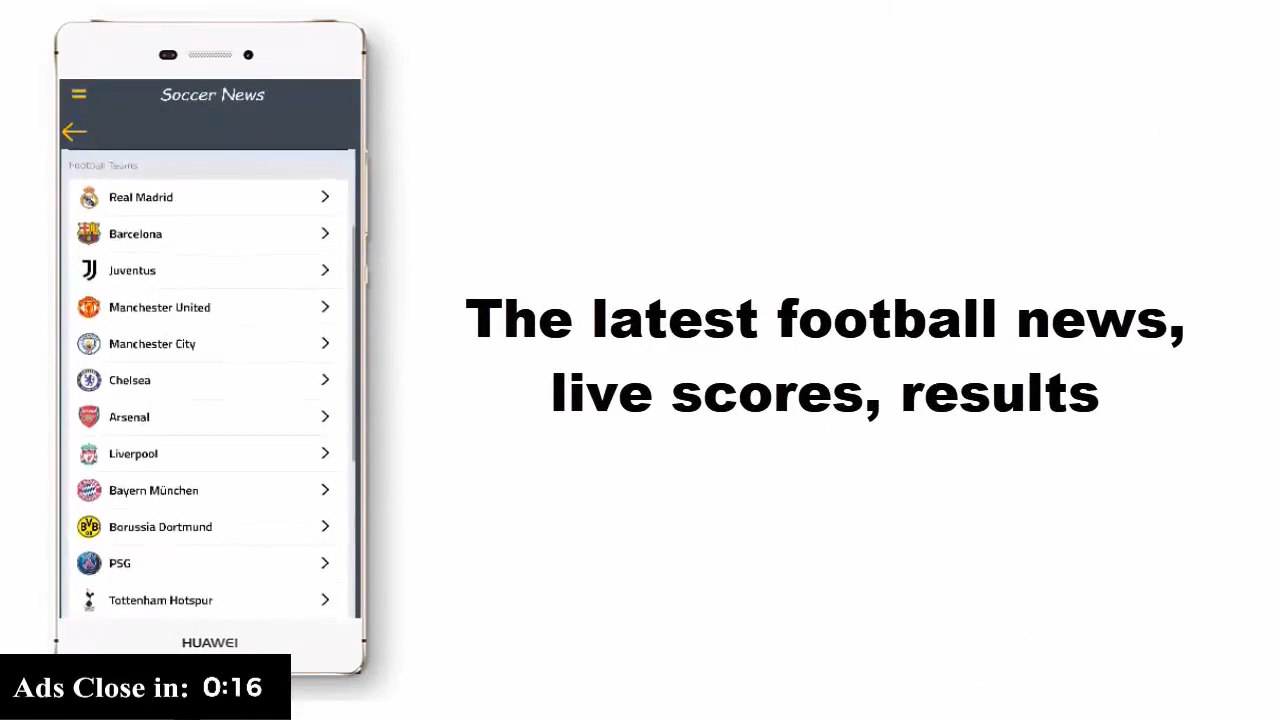 Soccer News
Football Teams
Real Madrid
Barcelona
Juventus
Manchester United
Manchester City
Chelsea
Arsenal
Liverpool
Bayern München
Borussia Dortmund
PSG
Tottenham Hotspur
HUAWEI
The latest football news,
live scores, results
Ads Close in: 0:16